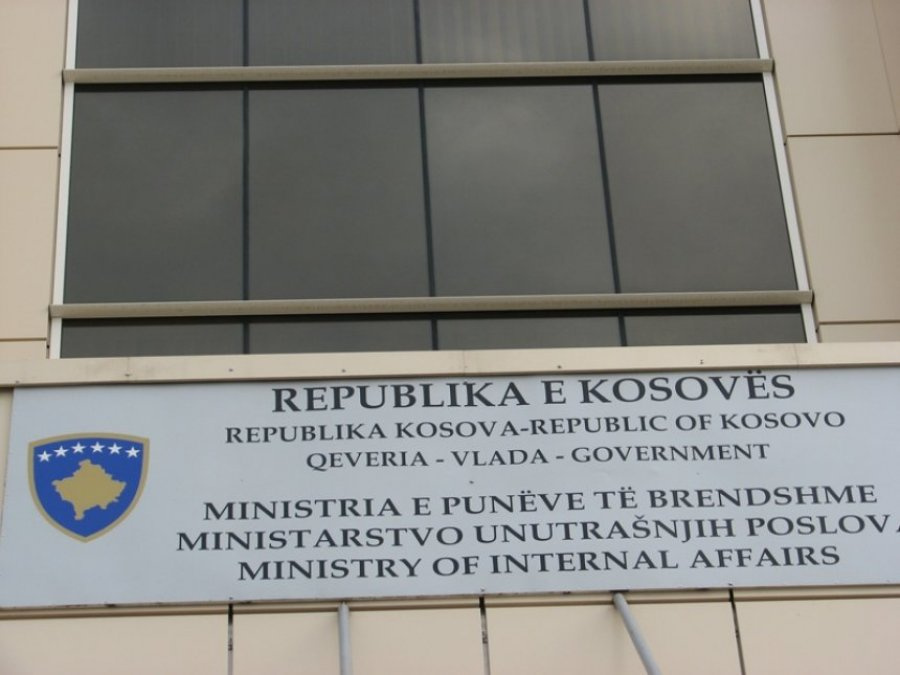 REPUBLIKA E KOSOVËS
REPUBLIKA KOSOVA-REPUBLIC OF KOSOVO
QEVERIA - VLADA - GOVERNMENT
MINISTRIA E PUNËVE TË BRENDSHME
MINISTARSTVO UNUTRAŠNJIH POSLOVA
MINISTRY OF INTERNAL AFFAIRS